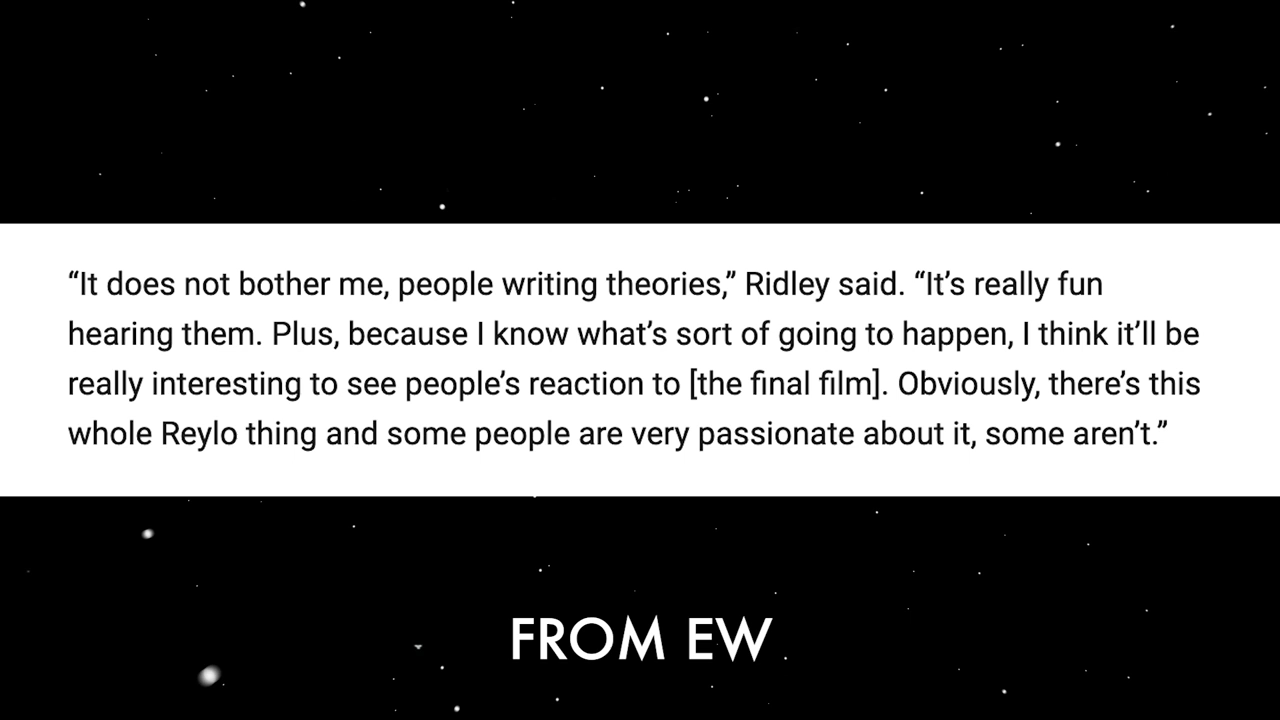 “It does not bother me, people writing theories,” Ridley said. “It’s really fun
hearing them. Plus, because I know what’s sort of going to happen, I think it’ll be
really interesting to see people’s reaction to [the final film]. Obviously, there’s this
whole Reylo thing and some people are very passionate about it, some aren’t.”
FROM EW